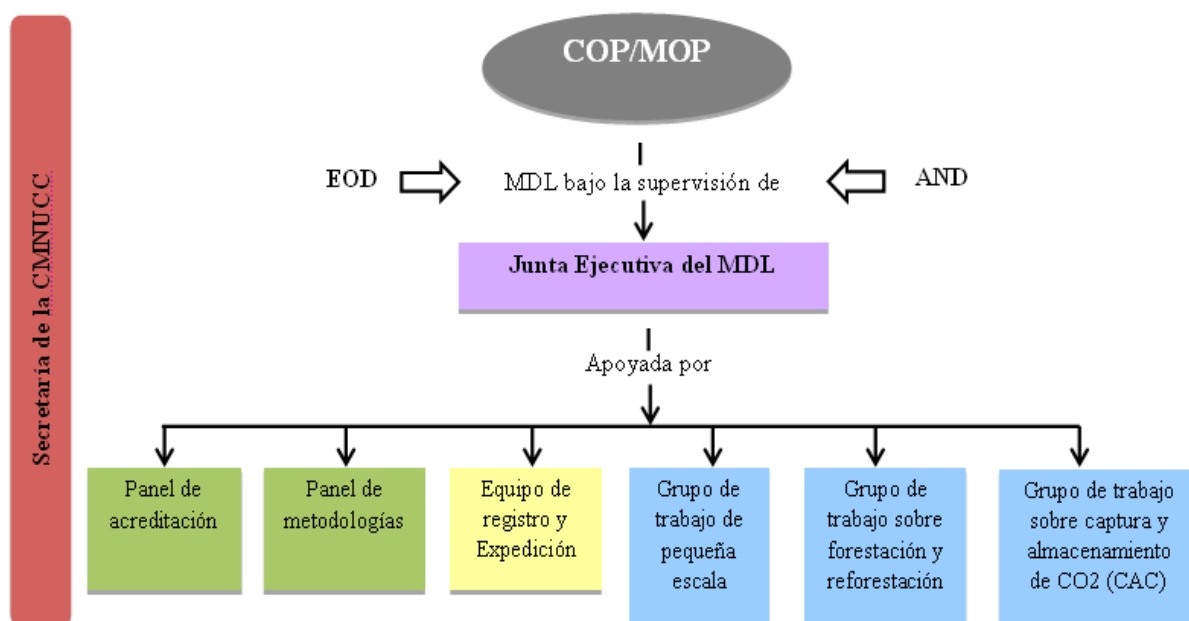 Secretaría de la CMNUCC
COP/MOP
EOD
MDL bajo la supervisión de
AND
Junta Ejecutiva del MDL
Apoyada por
Panel de
acreditación
Panel de
metodologías
Equipo de
registro y
Expedición
Grupo de
trabajo de
pequeña
escala
Grupo de
trabajo sobre
forestación y
reforestación
Grupo de trabajo
sobre captura y
almacenamiento
de CO2 (CAC)